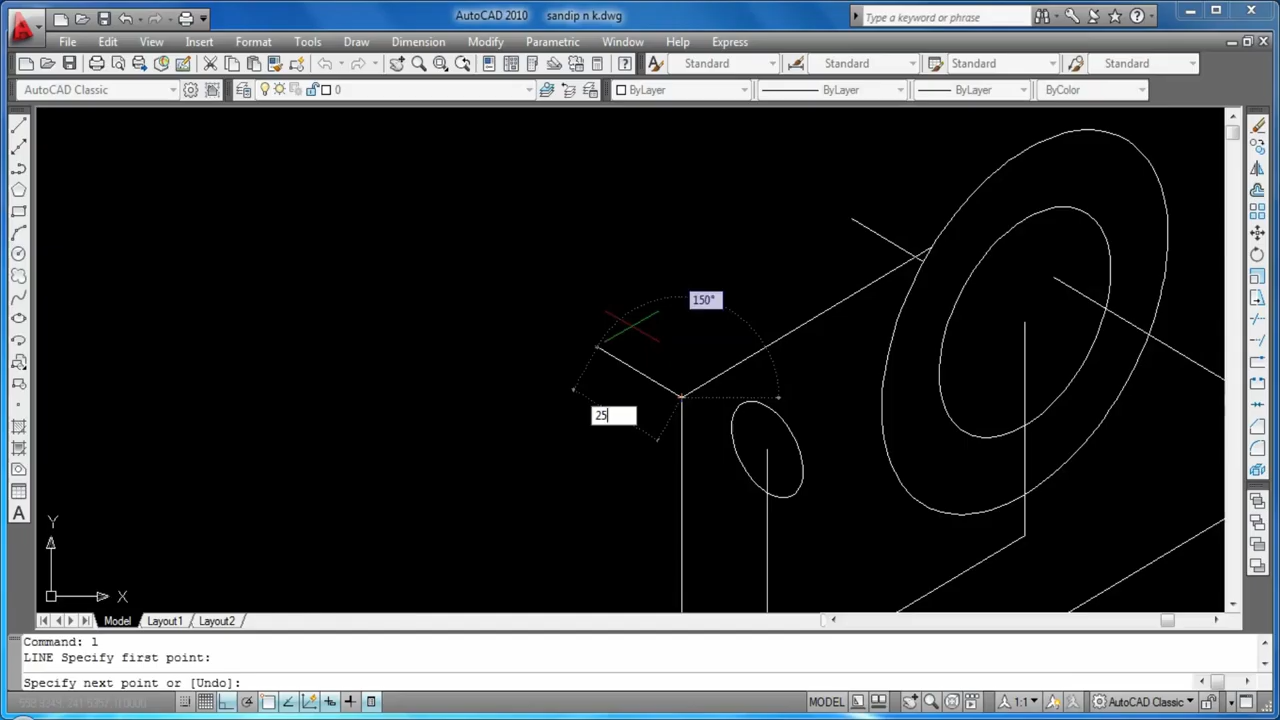 AutoCAD 2010 sandip n k.dwg
Type a keyword or phrase
File Edit View Insert Format Tools Draw Dimension Modify Parametric Window Help Express
Standard Standard Standard Standard
AutoCAD Classic 0 ByLayer ByLayer ByLayer ByColor
150°
25
Y
X
Model Layout1 Layout2
Command: l
LINE Specify first point:
Specify next point or [Undo]:
MODEL 1:1 AutoCAD Classic